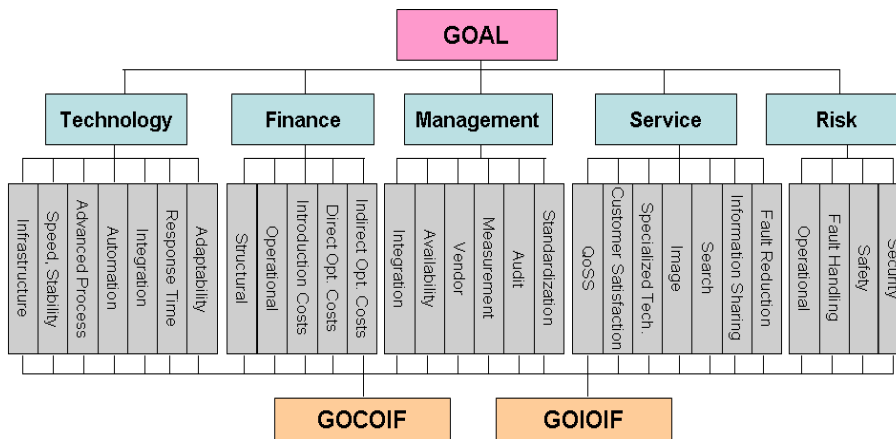 GOAL
Technology
Finance
Management
Service
Risk
Infrastructure
Speed, Stability
Advanced Process
Automation
Integration
Response Time
Adaptability
Structural
Operational
Introduction Costs
Direct Opt. Costs
Indirect Opt. Costs
Integration
Availability
Vendor
Measurement
Audit
Standardization
QoSS
Customer Satisfaction
Specialized Tech.
Image
Search
Information Sharing
Fault Reduction
Operational
Fault Handling
Safety
Security
GOCOIF
GOIOIF